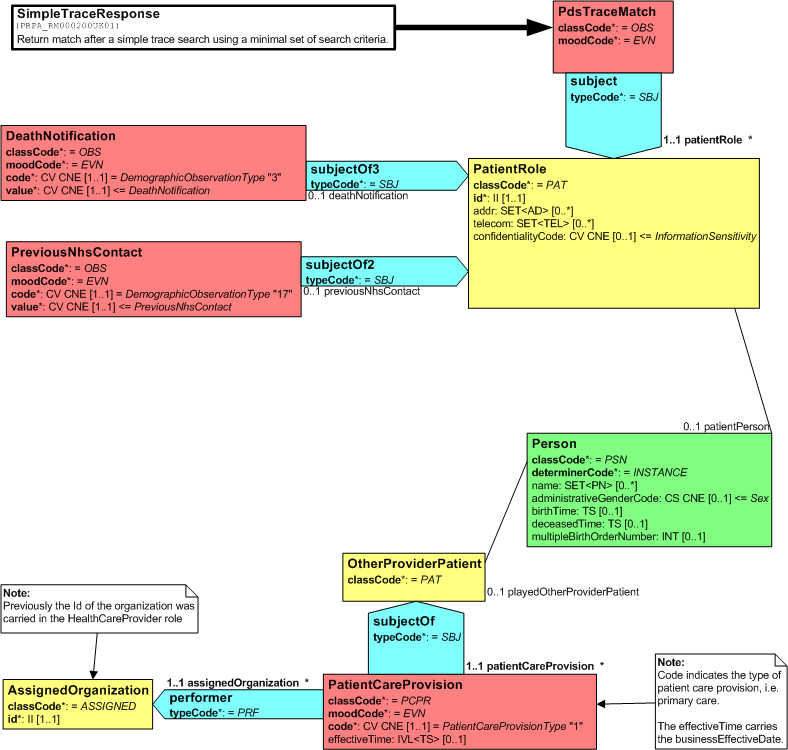 SimpleTraceResponse
(PRPA_RM000200UK01)
Return match after a simple trace search using a minimal set of search criteria.
PdsTraceMatch
classCode*: = OBS
moodCode*: = EVN
subject
typeCode*: = SBJ
1..1 patientRole *
DeathNotification
classCode*: = OBS
moodCode*: = EVN
code*: CV CNE [1..1] = DemographicObservationType "3"
value*: CV CNE [1..1] <= DeathNotification
subjectOf3
typeCode*: = SBJ
0..1 deathNotification
PatientRole
classCode*: = PAT
id*: II [1..1]
addr: SET<AD> [0..*]
telecom: SET<TEL> [0..*]
confidentialityCode: CV CNE [0..1] <= InformationSensitivity
PreviousNhsContact
classCode*: = OBS
moodCode*: = EVN
code*: CV CNE [1..1] = DemographicObservationType "17"
value*: CV CNE [1..1] <= PreviousNhsContact
subjectOf2
typeCode*: = SBJ
0..1 previousNhsContact
0..1 patientPerson
Person
classCode*: = PSN
determinerCode*: = INSTANCE
name: SET<PN> [0..*]
administrativeGenderCode: CS CNE [0..1] <= Sex
birthTime: TS [0..1]
deceasedTime: TS [0..1]
multipleBirthOrderNumber: INT [0..1]
OtherProviderPatient
classCode*: = PAT
0..1 playedOtherProviderPatient
subjectOf
typeCode*: = SBJ
1..1 patientCareProvision *
Note:
Previously the Id of the organization was
carried in the HealthCareProvider role
AssignedOrganization
classCode*: = ASSIGNED
id*: II [1..1]
1..1 assignedOrganization *
performer
typeCode*: = PRF
PatientCareProvision
classCode*: = PCPR
moodCode*: = EVN
code*: CV CNE [1..1] = PatientCareProvisionType "1"
effectiveTime: IVL<TS> [0..1]
Note:
Code indicates the type of
patient care provision, i.e.
primary care.
The effectiveTime carries
the businessEffectiveDate.